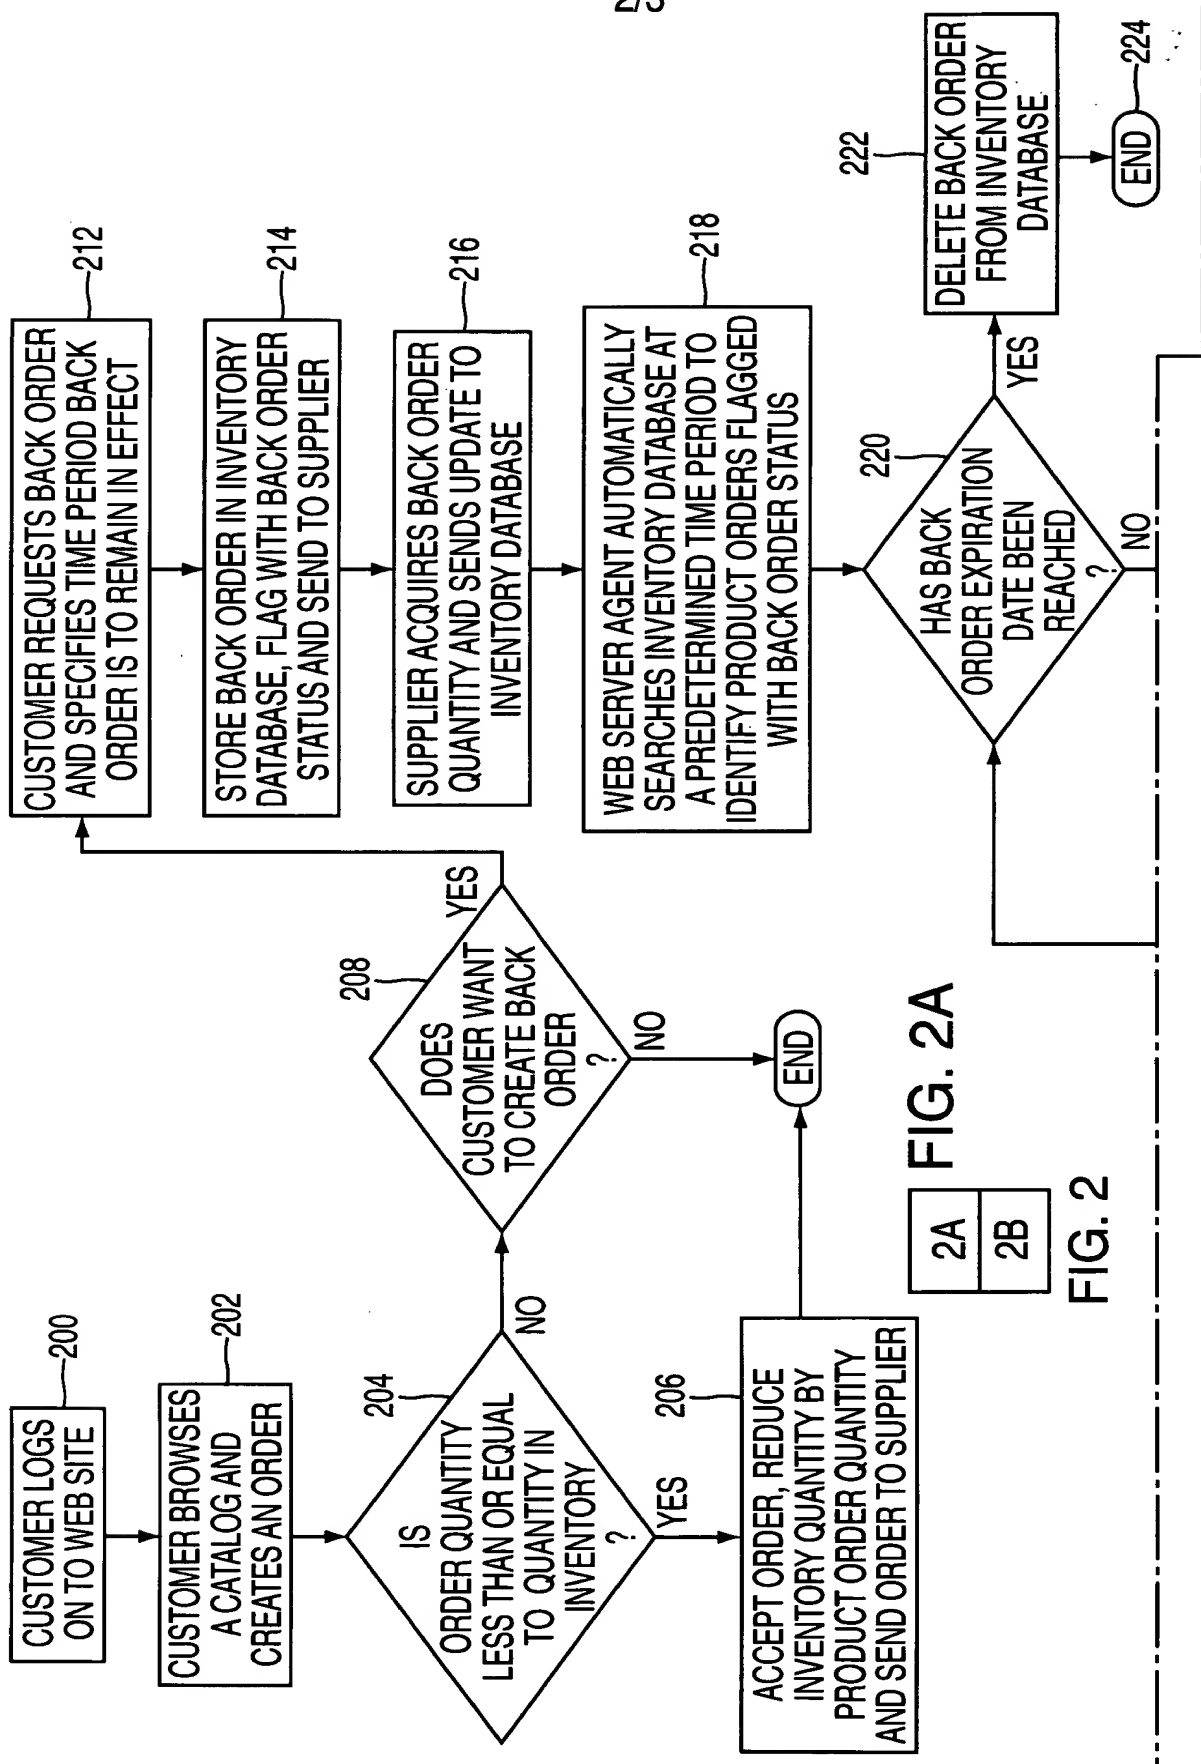 2/3
200
CUSTOMER LOGS
ON TO WEB SITE
202
CUSTOMER BROWSES
A CATALOG AND
CREATES AN ORDER
204
IS
ORDER QUANTITY
LESS THAN OR EQUAL
TO QUANTITY IN
INVENTORY
?
NO
YES
206
ACCEPT ORDER, REDUCE
INVENTORY QUANTITY BY
PRODUCT ORDER QUANTITY
AND SEND ORDER TO SUPPLIER
208
DOES
CUSTOMER WANT
TO CREATE BACK
ORDER
?
YES
NO
END
212
CUSTOMER REQUESTS BACK ORDER
AND SPECIFIES TIME PERIOD BACK
ORDER IS TO REMAIN IN EFFECT
214
STORE BACK ORDER IN INVENTORY
DATABASE, FLAG WITH BACK ORDER
STATUS AND SEND TO SUPPLIER
216
SUPPLIER ACQUIRES BACK ORDER
QUANTITY AND SENDS UPDATE TO
INVENTORY DATABASE
218
WEB SERVER AGENT AUTOMATICALLY
SEARCHES INVENTORY DATABASE AT
A PREDETERMINED TIME PERIOD TO
IDENTIFY PRODUCT ORDERS FLAGGED
WITH BACK ORDER STATUS
220
HAS BACK
ORDER EXPIRATION
DATE BEEN
REACHED
?
YES
NO
222
DELETE BACK ORDER
FROM INVENTORY
DATABASE
END
224
FIG. 2A
2A
2B
FIG. 2